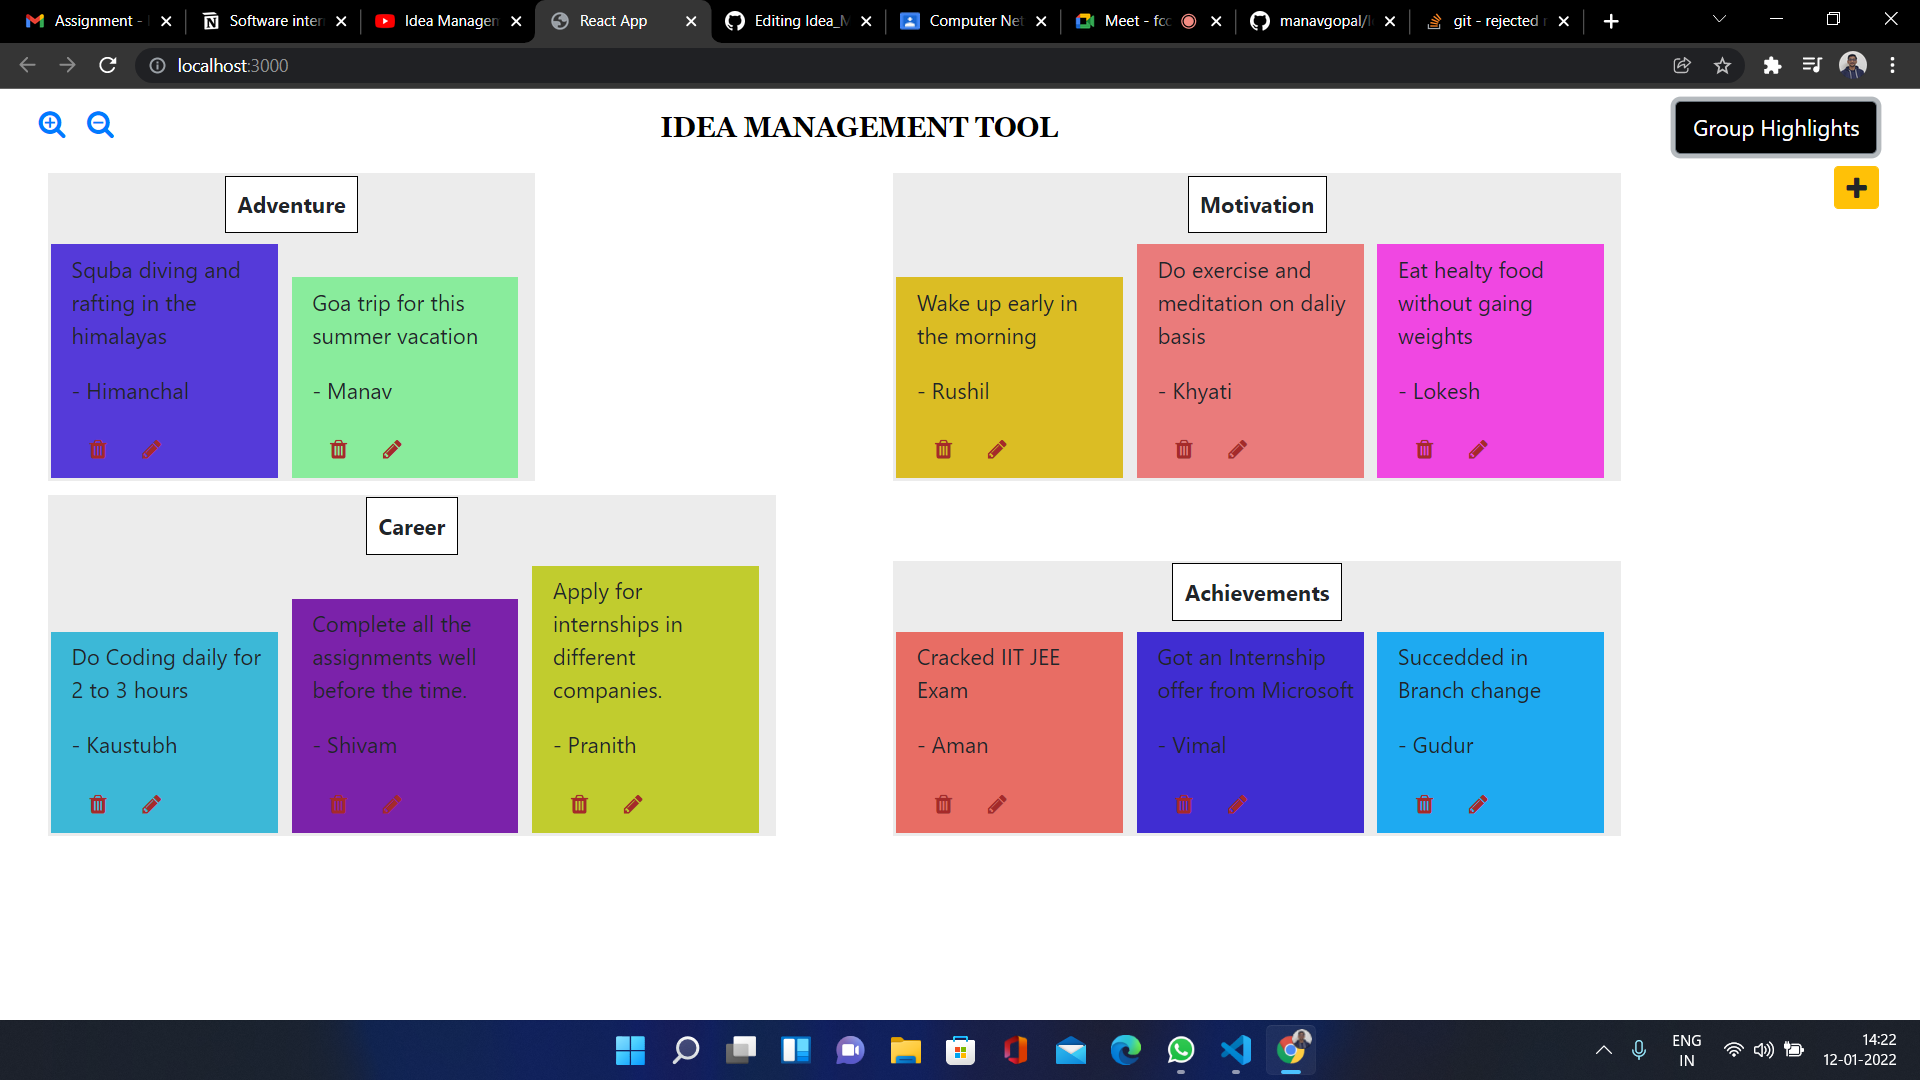 Assignment -
Software inter
Idea Managem
React App
Editing Idea_M
Computer Net
Meet - fcc
manavgopal/I
git - rejected
localhost:3000
IDEA MANAGEMENT TOOL
Group Highlights
Adventure
Squba diving and
rafting in the
himalayas
- Himanchal
Goa trip for this
summer vacation
- Manav
Motivation
Wake up early in
the morning
- Rushil
Do exercise and
meditation on daliy
basis
- Khyati
Eat healty food
without gaing
weights
- Lokesh
Career
Do Coding daily for
2 to 3 hours
- Kaustubh
Complete all the
assignments well
before the time.
- Shivam
Apply for
internships in
different
companies.
- Pranith
Achievements
Cracked IIT JEE
Exam
- Aman
Got an Internship
offer from Microsoft
- Vimal
Succedded in
Branch change
- Gudur
ENG
IN
14:22
12-01-2022